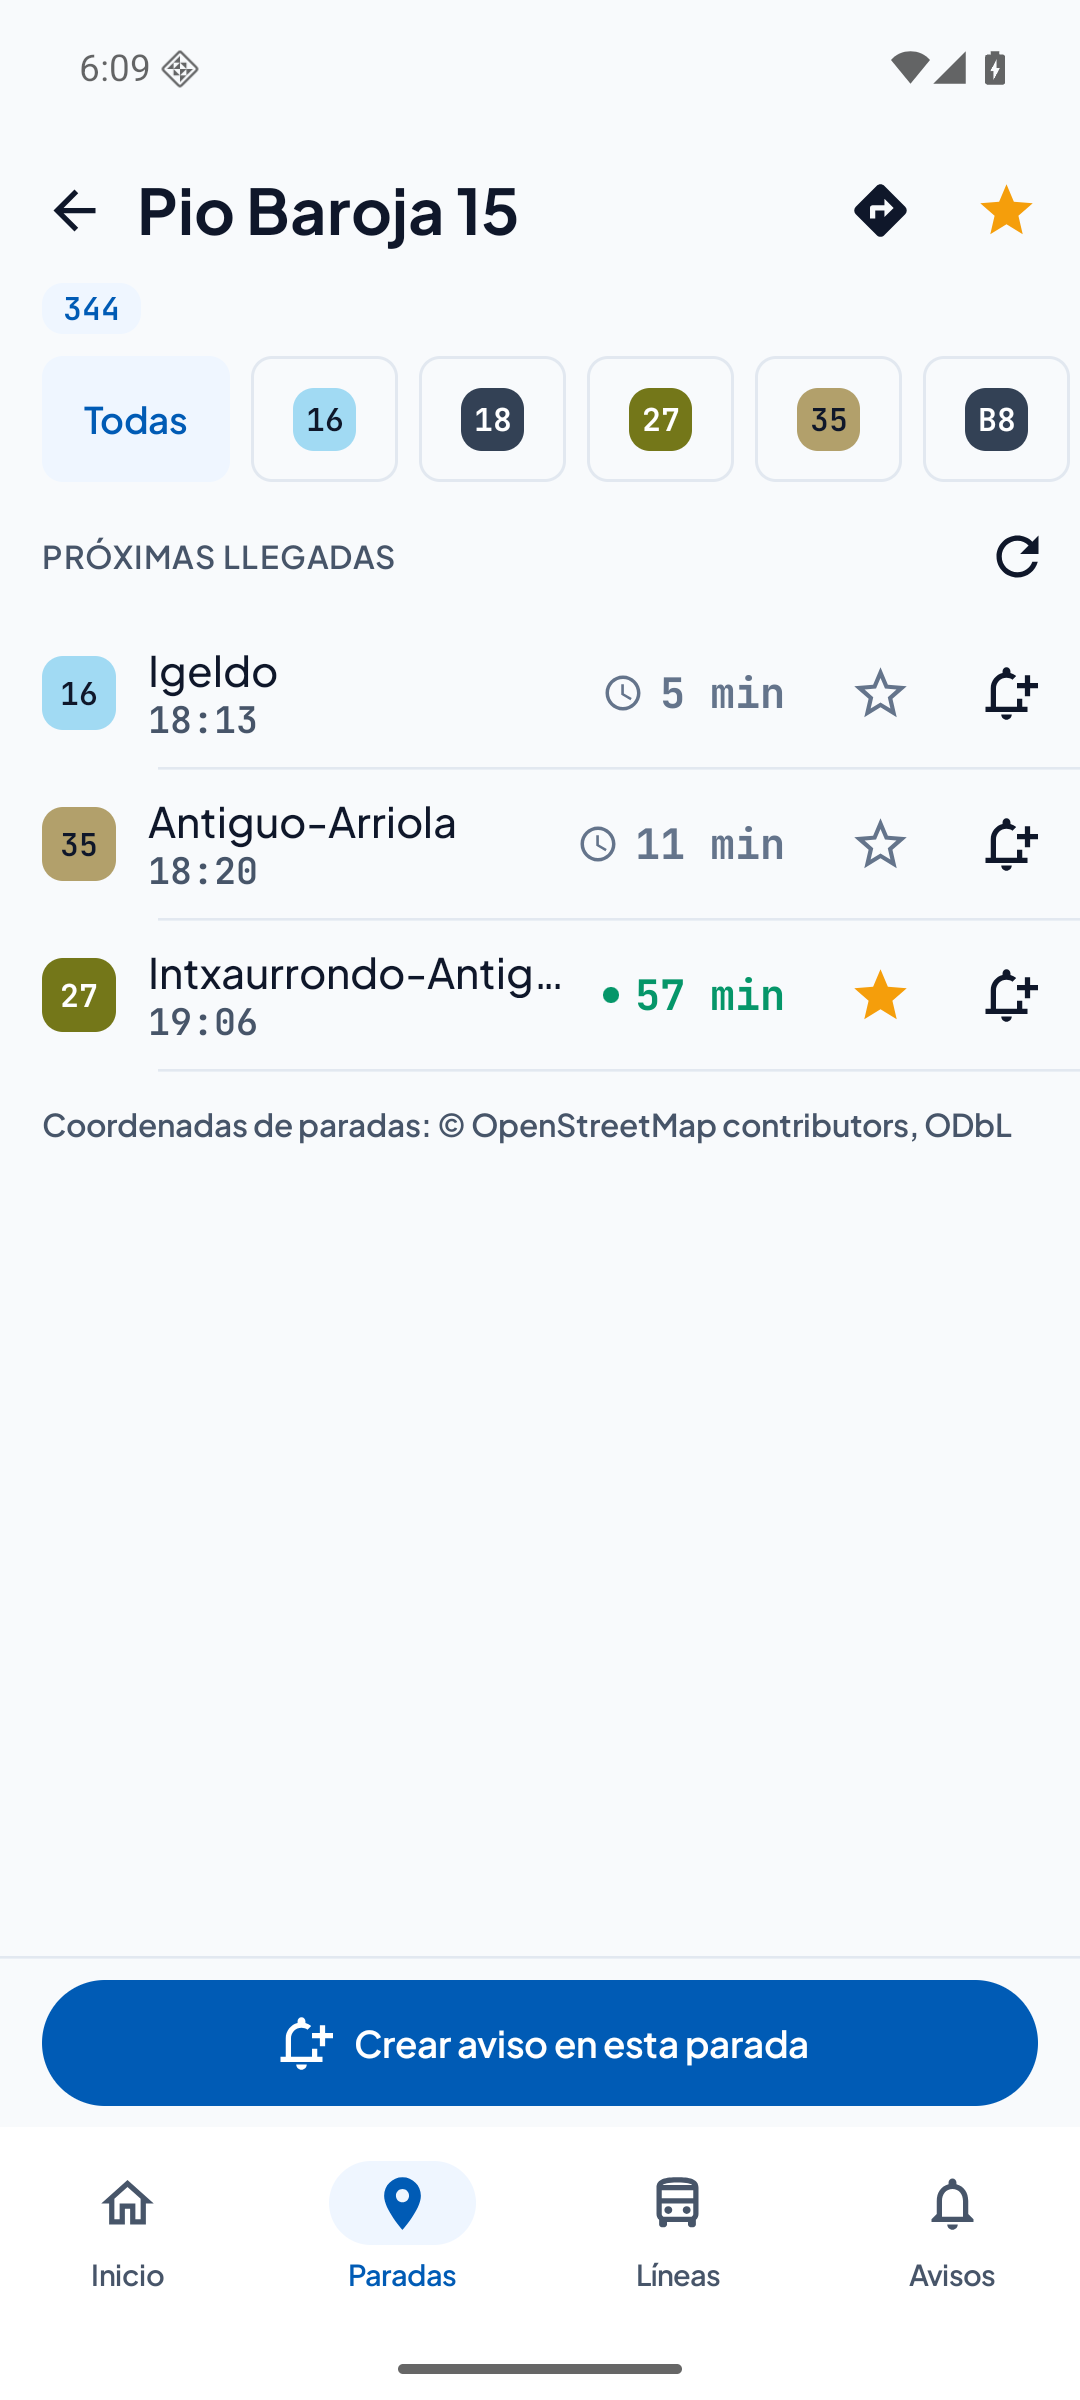 6:09
Pio Baroja 15
344
Todas 16 18 27 35 B8
PRÓXIMAS LLEGADAS
16 Igeldo 5 min
18:13
35 Antiguo-Arriola 11 min
18:20
27 Intxaurrondo-Antig... 57 min
19:06
Coordenadas de paradas: © OpenStreetMap contributors, ODbL
Crear aviso en esta parada
Inicio Paradas Líneas Avisos